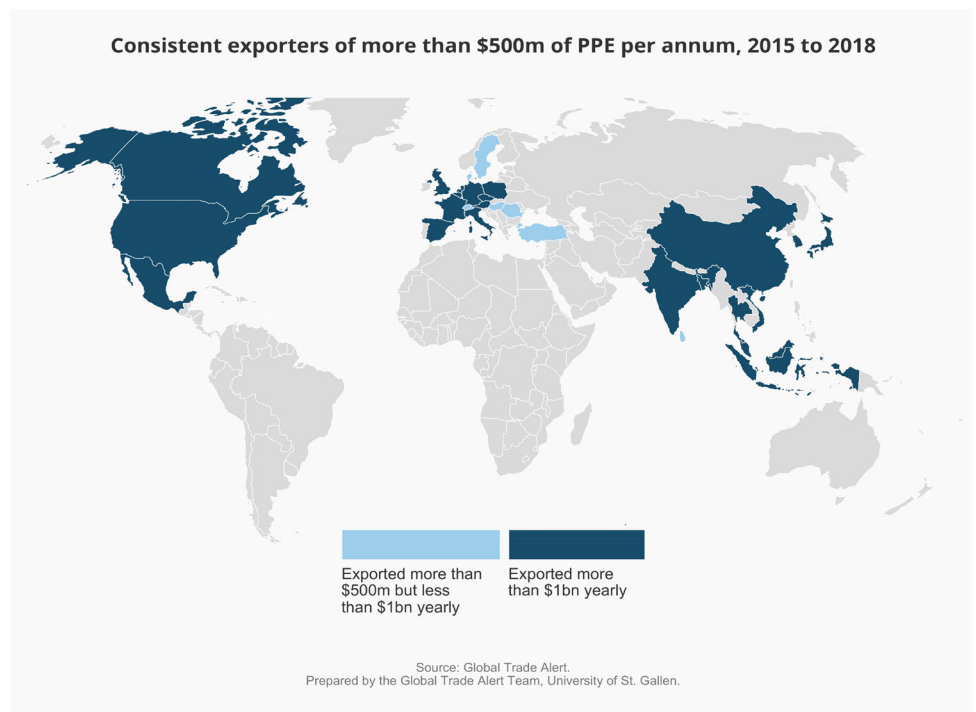 Consistent exporters of more than $500m of PPE per annum, 2015 to 2018
Exported more than
$500m but less
than $1bn yearly
Exported more
than $1bn yearly
Source: Global Trade Alert.
Prepared by the Global Trade Alert Team, University of St. Gallen.